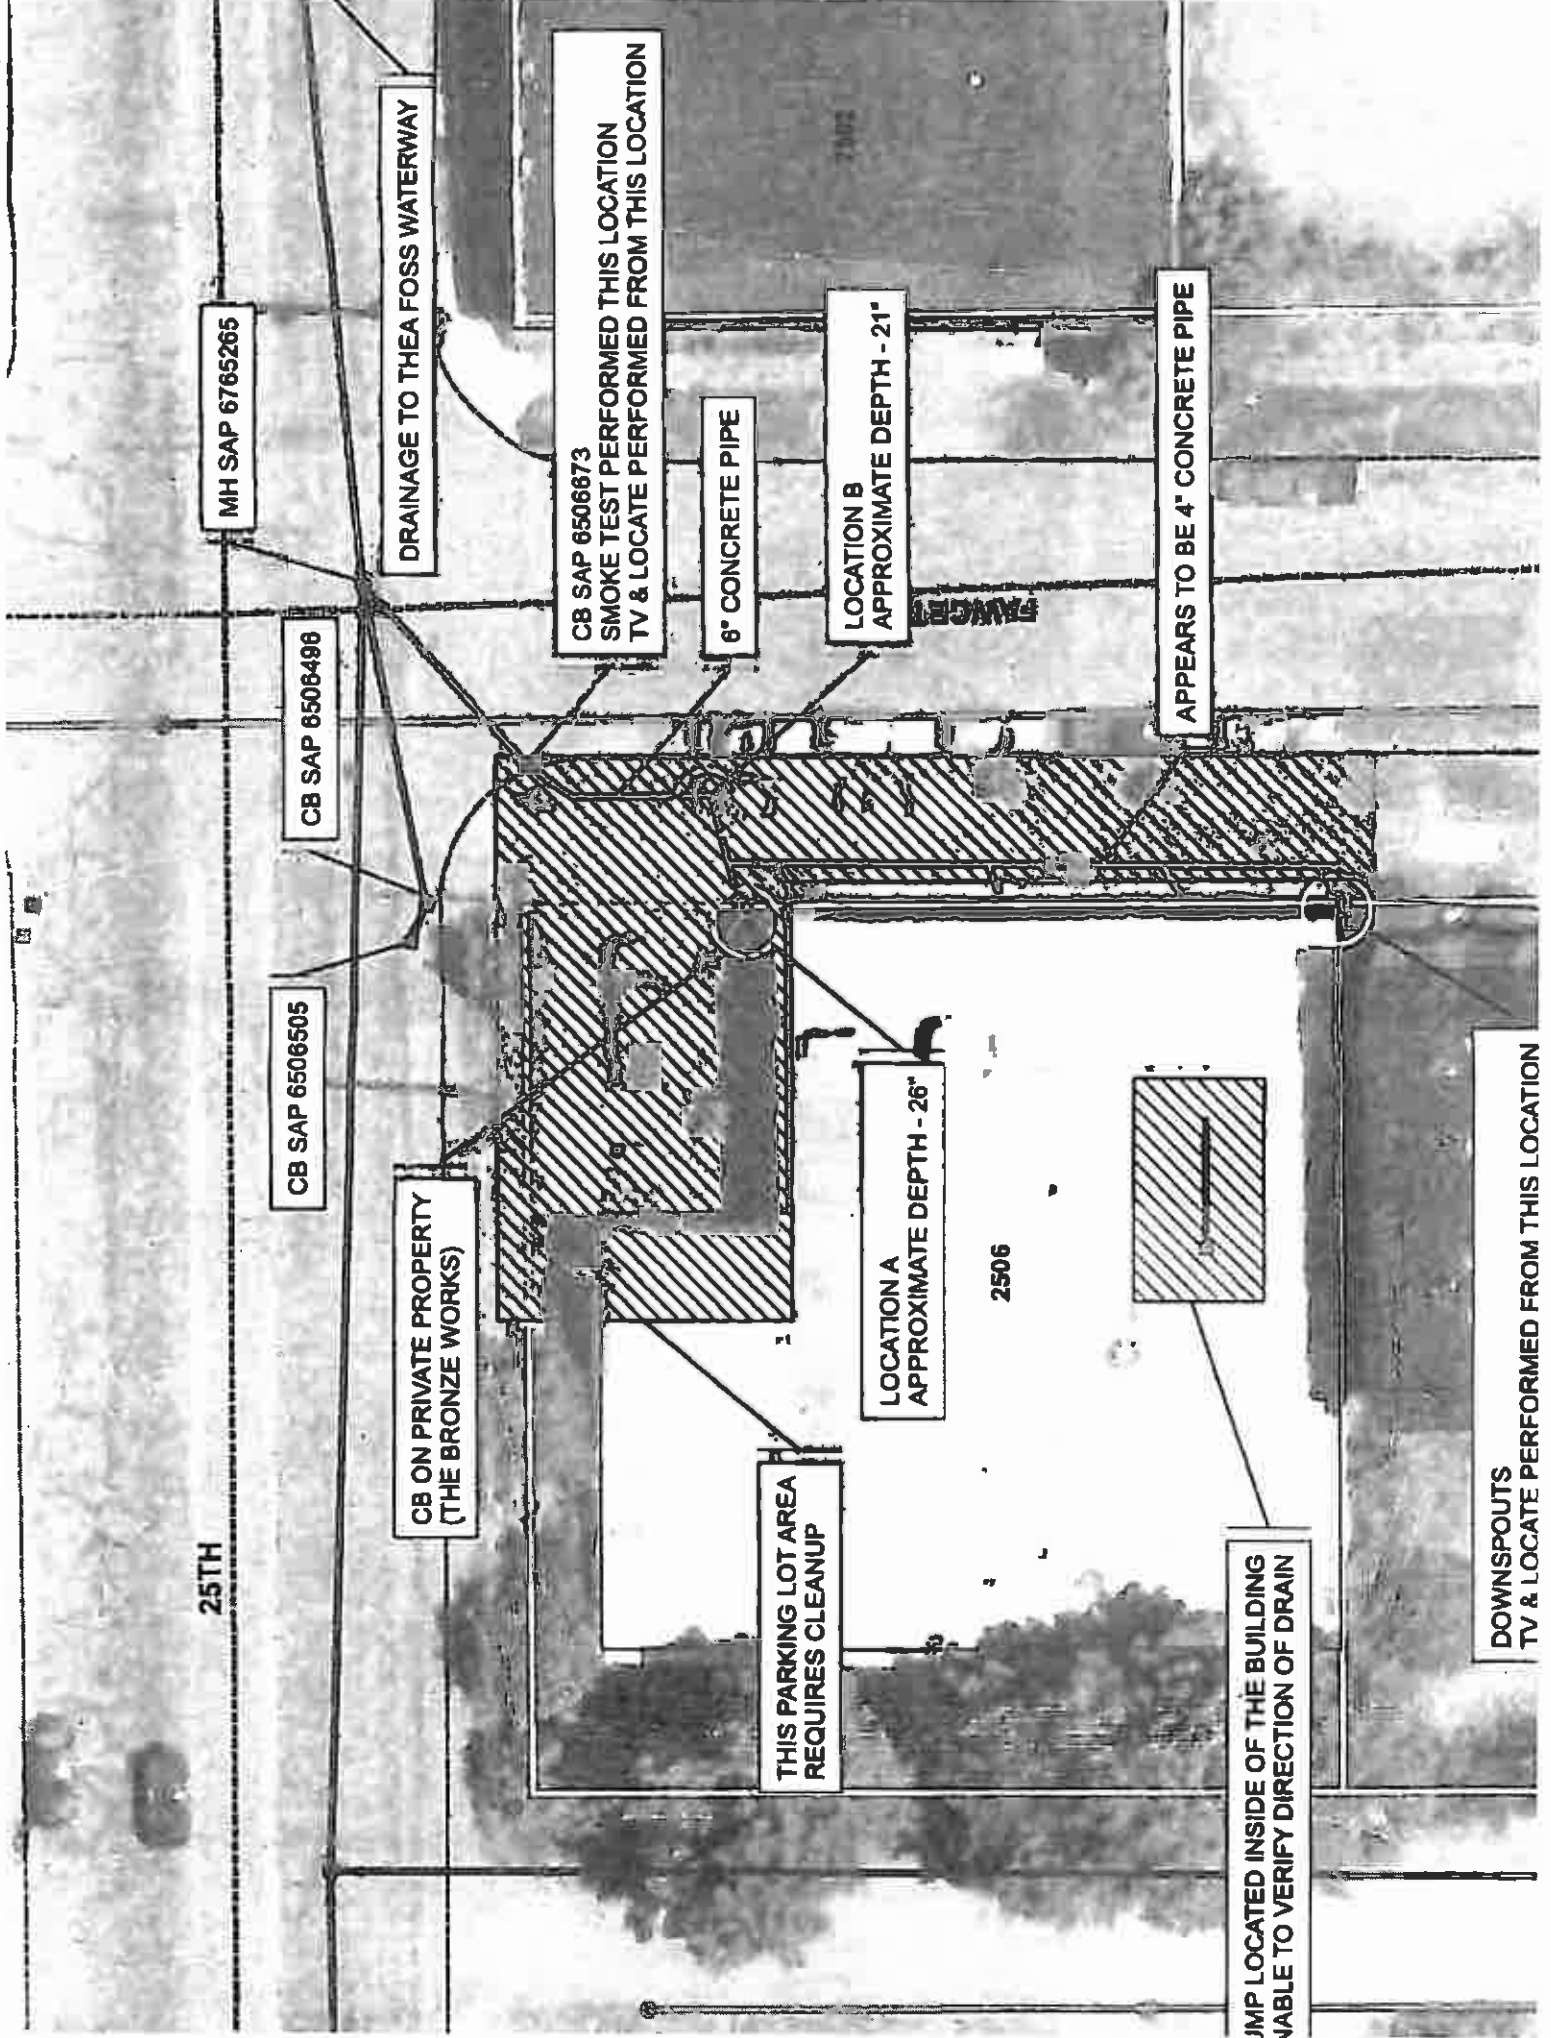 25TH
MH SAP 6765265
DRAINAGE TO THEA FOSS WATERWAY
CB SAP 6506496
CB SAP 6506505
CB SAP 6506673
SMOKE TEST PERFORMED THIS LOCATION
TV & LOCATE PERFORMED FROM THIS LOCATION
CB ON PRIVATE PROPERTY
(THE BRONZE WORKS)
6" CONCRETE PIPE
LOCATION B
APPROXIMATE DEPTH - 21"
THIS PARKING LOT AREA
REQUIRES CLEANUP
LOCATION A
APPROXIMATE DEPTH - 26"
FAWCET
2506
APPEARS TO BE 4" CONCRETE PIPE
UMP LOCATED INSIDE OF THE BUILDING
NABLE TO VERIFY DIRECTION OF DRAIN
DOWNSPOUTS
TV & LOCATE PERFORMED FROM THIS LOCATION